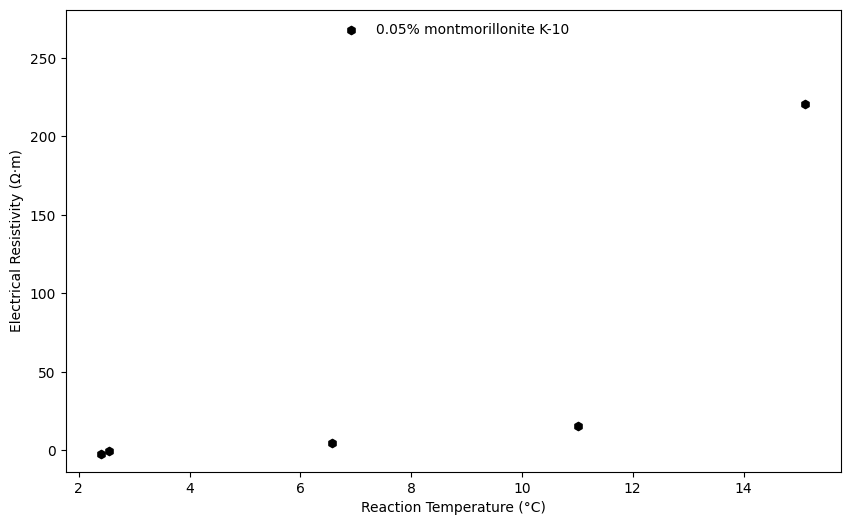 0.05% montmorillonite K-10
250
200
150
100
50
0
Electrical Resistivity (Ω·m)
2 4 6 8 10 12 14
Reaction Temperature (°C)